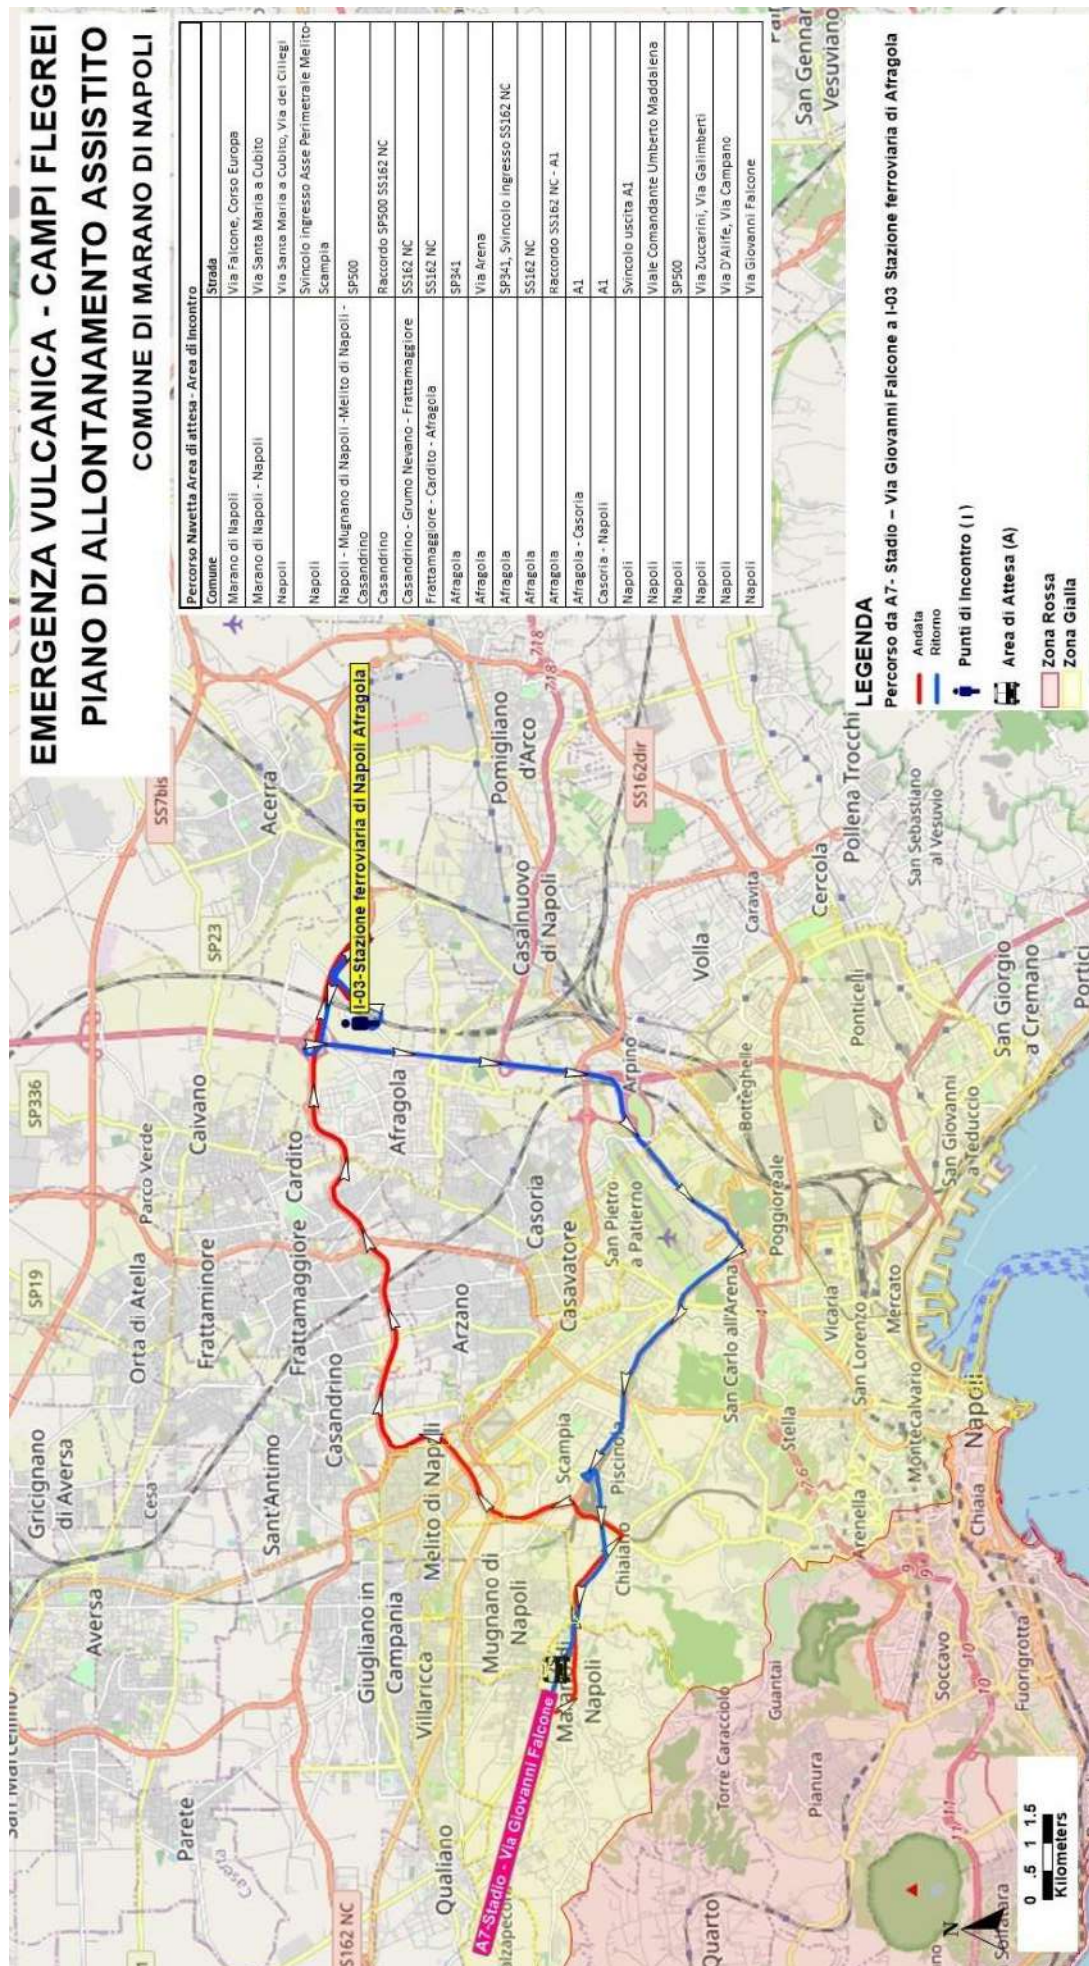 EMERGENZA VULCANICA - CAMPI FLEGREI
PIANO DI ALLONTANAMENTO ASSISTITO
COMUNE DI MARANO DI NAPOLI
Percorso Navetta Area di attesa - Area di Incontro
Comune Strada
Marano di Napoli Via Falcone, Corso Europa
Marano di Napoli - Napoli Via Santa Maria a Cubito
Napoli Via Santa Maria a Cubito, Via dei Ciliegi
Napoli Svincolo ingresso Asse Perimetrale Melito-
Scampia
Napoli - Mugnano di Napoli -Melito di Napoli -
Casandrino SP500
Casandrino Raccordo SP500 SS162 NC
Casandrino - Grumo Nevano - Frattamaggiore SS162 NC
Frattamaggiore - Cardito - Afragola SS162 NC
Afragola SP341
Afragola Via Arena
Afragola SP341, Svincolo ingresso SS162 NC
Afragola SS162 NC
Afragola Raccordo SS162 NC - A1
Afragola - Casoria A1
Casoria - Napoli A1
Napoli Svincolo uscita A1
Napoli Viale Comandante Umberto Maddalena
Napoli SP500
Napoli Via Zuccarini, Via Galimberti
Napoli Via D'Alife, Via Campano
Napoli Via Giovanni Falcone
LEGENDA
Percorso da A7- Stadio – Via Giovanni Falcone a I-03 Stazione ferroviaria di Afragola
Andata
Ritorno
Punti di Incontro (I)
Area di Attesa (A)
Zona Rossa
Zona Gialla
I-03- Stazione ferroviaria di Napoli Afragola
A7-Stadio - Via Giovanni Falcone
Gricignano
di Aversa
Cesa
Aversa
Parete
SP19
SP336
Orta di Atella
Parco Verde
Caivano
SP23
SS7bis
Acerra
Frattaminore
Sant'Antimo
Frattamaggiore
Cardito
Casandrino
Giugliano in
Campania
Villaricca
Qualiano
Melito di Napoli
Mugnano di
Napoli
Arzano
Afragola
Casoria
Casavatore
Casalnuovo
di Napoli
Pomigliano
d'Arco
718
718
SS162dir
Scampia
Piscinola
Chiaiano
Napoli
San Pietro
a Patierno
Arpino
Volla
Caravita
Cercola
Pollena Trocchi
San Sebastiano
al Vesuvio
San Gennar
Vesuviano
San Carlo all'Arena
Poggioreale
Botteghelle
Ponticelli
San Giorgio
a Cremano
Portici
San Giovanni
a Teduccio
Vicaria
Mercato
San Lorenzo
Stella
Montecalvario
Arenella
Napoli
Chiaia
Torre Caracciolo
Guantai
Pianura
Soccavo
Fuorigrotta
Quarto
S162 NC
10
10
11
N
0 .5 1 1.5
Kilometers